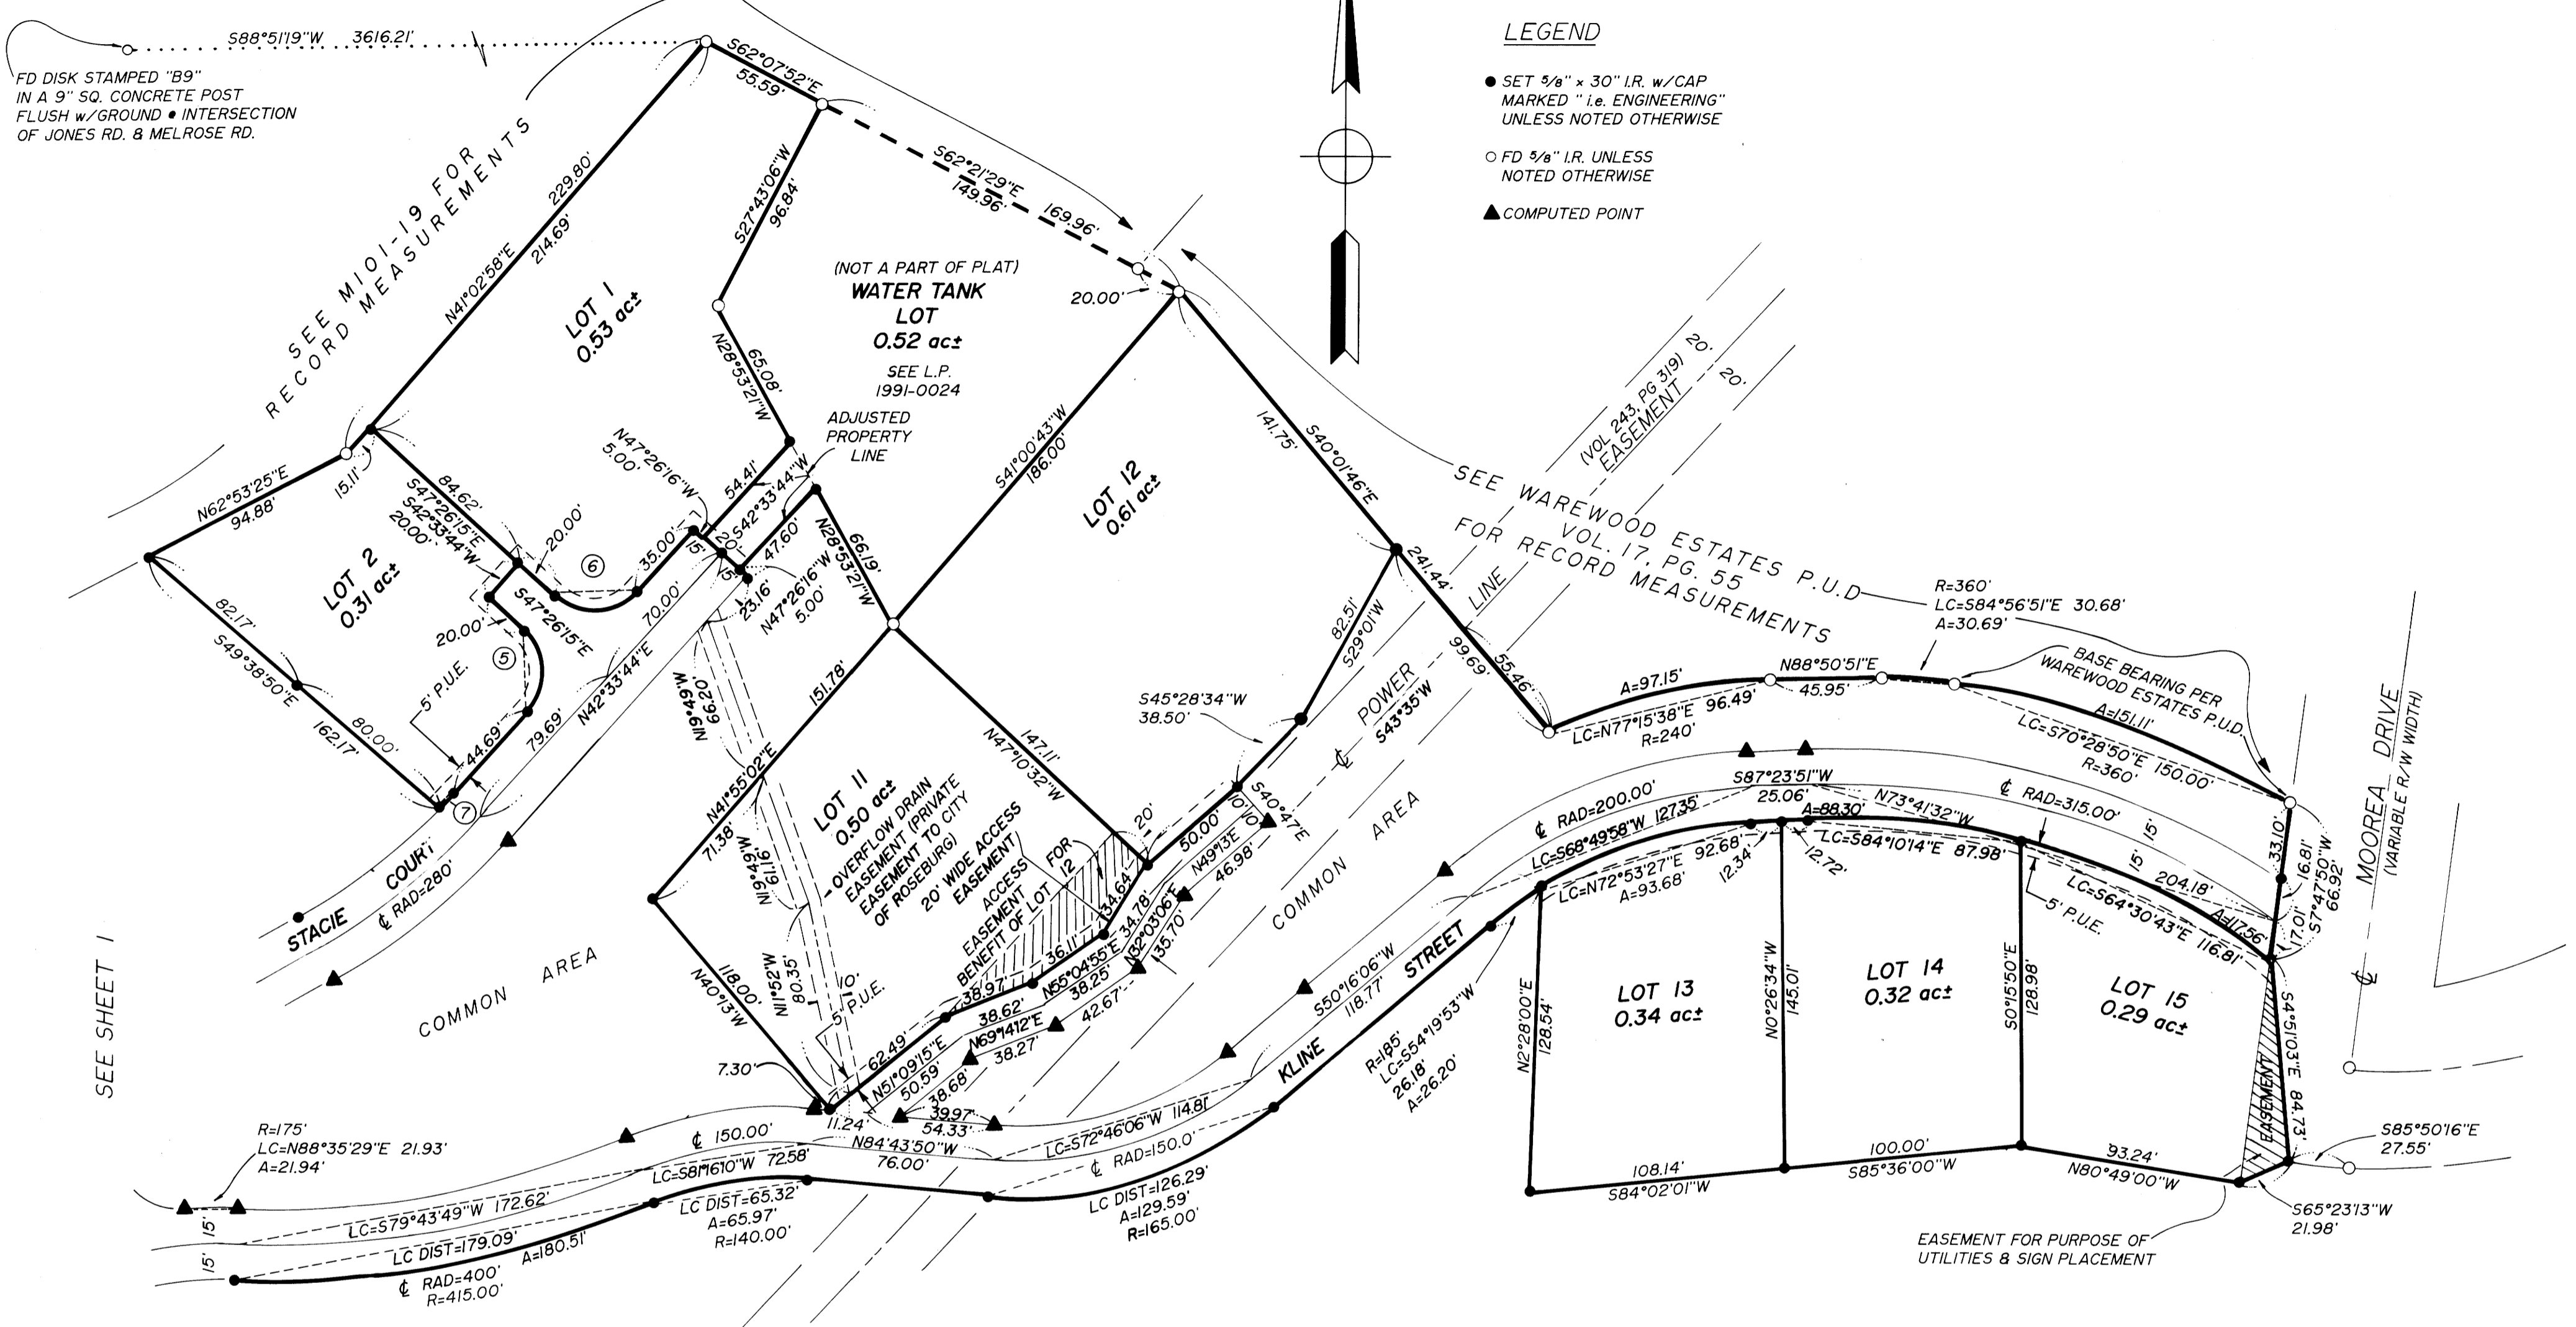 S88°51'19"W 3616.21'
FD DISK STAMPED "B9"
IN A 9" SQ. CONCRETE POST
FLUSH w/GROUND ● INTERSECTION
OF JONES RD. & MELROSE RD.
SEE M101-19 FOR
RECORD MEASUREMENTS
S62°07'52"E
55.59'
S62°21'29"E
149.96'
169.96'
20.00'
229.80'
N41°02'58"E
214.69'
S27°43'06"W
96.84'
LOT 1
0.53 ac±
(NOT A PART OF PLAT)
WATER TANK
LOT
0.52 ac±
SEE L.P.
1991-0024
ADJUSTED
PROPERTY
LINE
65.08'
N28°53'21"W
N47°26'16"W
5.00'
54.41'
S42°33'44"W
20'
47.60'
15'
15'
N28°53'21"W
66.19'
N47°26'16"W
5.00'
23.16'
N62°53'25"E
94.88'
15.11'
84.62'
S47°26'15"E
S42°33'44"W
20.00'
20.00'
6
35.00'
70.00'
S47°26'15"E
20.00'
5
LOT 2
0.31 ac±
82.17'
S49°38'50"E
80.00'
162.17'
5' P.U.E.
44.69'
79.69'
N42°33'44"E
7
STACIE COURT
℄ RAD=280'
COMMON AREA
SEE SHEET 1
LEGEND
● SET 5/8" x 30" I.R. w/CAP
MARKED " i.e. ENGINEERING"
UNLESS NOTED OTHERWISE
○ FD 5/8" I.R. UNLESS
NOTED OTHERWISE
▲ COMPUTED POINT
S41°00'43"W
186.00'
LOT 12
0.61 ac±
141.75'
S40°01'46"E
241.44'
55.46'
99.69'
82.51'
S29°01'W
S45°28'34"W
38.50'
(VOL 243, PG 319)
EASEMENT
20'
20'
SEE WAREWOOD ESTATES P.U.D
VOL. 17, PG. 55
FOR RECORD MEASUREMENTS
POWER LINE
℄ S43°35'W
COMMON AREA
R=360'
LC=S84°56'51"E 30.68'
A=30.69'
BASE BEARING PER
WAREWOOD ESTATES P.U.D.
A=97.15'
LC=N77°15'38"E 96.49'
R=240'
N88°50'51"E
45.95'
A=151.11'
LC=S70°28'50"E 150.00'
R=360'
MOOREA DRIVE
(VARIABLE R/W WIDTH)
℄
33.10'
16.81'
17.01'
S7°47'50"W
66.92'
151.78'
N41°55'02"E
71.38'
N19°49'W
66.20'
N19°49'W
61.16'
N11°52'W
80.35'
10'
5' P.U.E.
LOT 11
0.50 ac±
OVERFLOW DRAIN
EASEMENT (PRIVATE
EASEMENT TO CITY
OF ROSEBURG)
20' WIDE ACCESS
EASEMENT
ACCESS
EASEMENT FOR
BENEFIT OF LOT 12
147.11'
N47°10'32"W
20'
50.00'
10'
10'
S40°47'E
N49°13'E
46.98'
34.64'
34.78'
N32°03'06"E
35.70'
36.11'
N55°04'55"E
38.25'
42.67'
38.97'
38.62'
N69°14'12"E
38.27'
62.49'
N51°09'15"E
50.59'
38.68'
39.97'
54.33'
118.00'
N40°13'W
7.30'
11.24'
N84°43'50"W
76.00'
R=175'
LC=N88°35'29"E 21.93'
A=21.94'
15'
15'
℄ 150.00'
LC=S81°16'10"W 72.58'
LC=S79°43'49"W 172.62'
LC DIST=179.09'
A=180.51'
℄ RAD=400'
R=415.00'
LC DIST=65.32'
A=65.97'
R=140.00'
LC=S72°46'06"W 114.81'
℄ RAD=150.0'
LC DIST=126.29'
A=129.59'
R=165.00'
KLINE STREET
S50°16'06"W
118.77'
R=185'
LC=S54°19'53"W
26.18'
A=26.20'
℄ RAD=200.00'
LC=S68°49'58"W 127.35'
LC=N72°53'27"E 92.68'
A=93.68'
S87°23'51"W
25.06'
N73°41'32"W
℄ RAD=315.00'
A=88.30'
LC=S84°10'14"E 87.98'
12.34'
12.72'
15'
15'
204.18'
5' P.U.E.
LC=S64°30'43"E 116.81'
A=117.56'
N2°28'00"E
128.54'
LOT 13
0.34 ac±
N0°26'34"W
145.01'
LOT 14
0.32 ac±
S0°15'50"E
128.98'
LOT 15
0.29 ac±
S4°51'03"E 84.73'
EASEMENT
108.14'
S84°02'01"W
100.00'
S85°36'00"W
93.24'
N80°49'00"W
S85°50'16"E
27.55'
S65°23'13"W
21.98'
EASEMENT FOR PURPOSE OF
UTILITIES & SIGN PLACEMENT